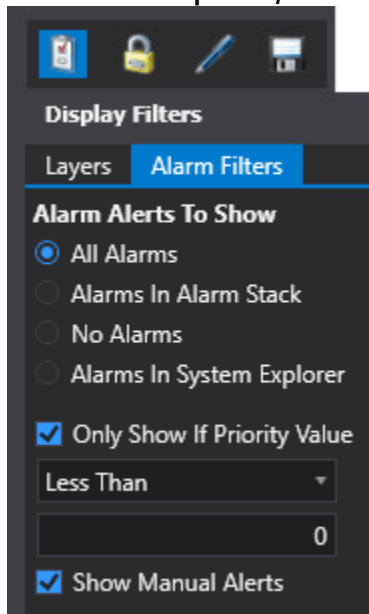 Display Filters
Layers Alarm Filters
Alarm Alerts To Show
All Alarms
Alarms In Alarm Stack
No Alarms
Alarms In System Explorer
Only Show If Priority Value
Less Than
0
Show Manual Alerts